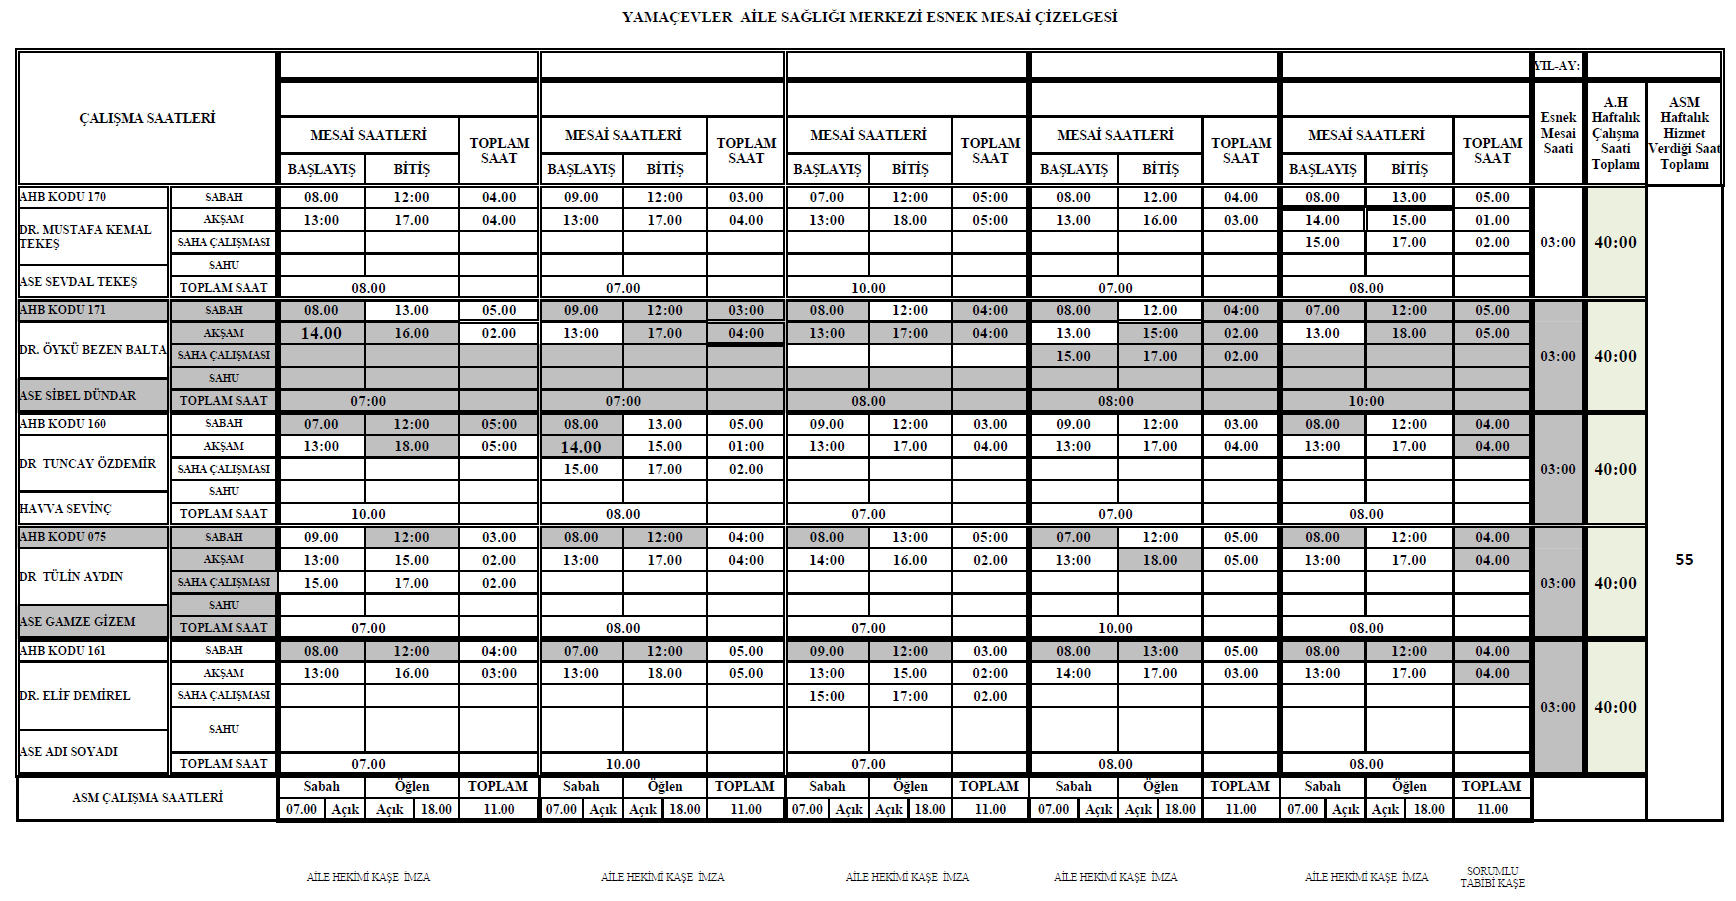 YAMAÇEVLER AİLE SAĞLIĞI MERKEZİ ESNEK MESAİ ÇİZELGESİ
YIL-AY:
ÇALIŞMA SAATLERİ
MESAİ SAATLERİ TOPLAM SAAT MESAİ SAATLERİ TOPLAM SAAT MESAİ SAATLERİ TOPLAM SAAT MESAİ SAATLERİ TOPLAM SAAT MESAİ SAATLERİ TOPLAM SAAT
Esnek Mesai Saati
A.H Haftalık Çalışma Saati Toplamı
ASM Haftalık Hizmet Verdiği Saat Toplamı
BAŞLAYIŞ BİTİŞ BAŞLAYIŞ BİTİŞ BAŞLAYIŞ BİTİŞ BAŞLAYIŞ BİTİŞ BAŞLAYIŞ BİTİŞ
AHB KODU 170 SABAH 08.00 12:00 04.00 09.00 12:00 03.00 07.00 12:00 05:00 08.00 12.00 04.00 08.00 13.00 05.00
DR. MUSTAFA KEMAL TEKEŞ AKŞAM 13:00 17.00 04.00 13:00 17.00 04.00 13:00 18.00 05:00 13.00 16.00 03.00 14.00 15.00 01.00
SAHA ÇALIŞMASI 15.00 17.00 02.00 03:00 40:00
SAHU
ASE SEVDAL TEKEŞ TOPLAM SAAT 08.00 07.00 10.00 07.00 08.00
AHB KODU 171 SABAH 08.00 13.00 05.00 09.00 12:00 03:00 08.00 12:00 04:00 08:00 12.00 04:00 07.00 12:00 05.00
DR. ÖYKÜ BEZEN BALTA AKŞAM 14.00 16.00 02.00 13:00 17.00 04:00 13:00 17:00 04:00 13.00 15:00 02.00 13.00 18.00 05.00
SAHA ÇALIŞMASI 15.00 17.00 02.00 03:00 40:00
SAHU
ASE SİBEL DÜNDAR TOPLAM SAAT 07:00 07:00 08.00 08:00 10:00
AHB KODU 160 SABAH 07.00 12:00 05:00 08.00 13.00 05.00 09.00 12:00 03.00 09.00 12:00 03.00 08.00 12:00 04.00
DR TUNCAY ÖZDEMİR AKŞAM 13:00 18.00 05:00 14.00 15.00 01:00 13:00 17.00 04.00 13:00 17.00 04.00 13:00 17.00 04.00
SAHA ÇALIŞMASI 15.00 17.00 02.00 03:00 40:00
SAHU
HAVVA SEVİNÇ TOPLAM SAAT 10.00 08.00 07.00 07.00 08.00
AHB KODU 075 SABAH 09.00 12:00 03.00 08.00 12:00 04:00 08.00 13:00 05:00 07.00 12:00 05.00 08.00 12:00 04.00
DR TÜLİN AYDIN AKŞAM 13:00 15.00 02.00 13:00 17.00 04:00 14:00 16.00 02.00 13:00 18.00 05.00 13:00 17.00 04.00
55
SAHA ÇALIŞMASI 15.00 17.00 02.00 03:00 40:00
SAHU
ASE GAMZE GİZEM TOPLAM SAAT 07.00 08.00 07.00 10.00 08.00
AHB KODU 161 SABAH 08.00 12:00 04:00 07.00 12:00 05.00 09.00 12:00 03.00 08.00 13:00 05.00 08.00 12:00 04.00
DR. ELİF DEMİREL AKŞAM 13:00 16.00 03:00 13:00 18.00 05.00 13:00 15.00 02:00 14:00 17.00 03.00 13:00 17.00 04.00
SAHA ÇALIŞMASI 15:00 17:00 02.00 03:00 40:00
SAHU
ASE ADI SOYADI TOPLAM SAAT 07.00 10.00 07.00 08.00 08.00
ASM ÇALIŞMA SAATLERİ Sabah Öğlen TOPLAM Sabah Öğlen TOPLAM Sabah Öğlen TOPLAM Sabah Öğlen TOPLAM Sabah Öğlen TOPLAM
07.00 Açık Açık 18.00 11.00 07.00 Açık Açık 18.00 11.00 07.00 Açık Açık 18.00 11.00 07.00 Açık Açık 18.00 11.00 07.00 Açık Açık 18.00 11.00
AİLE HEKİMİ KAŞE İMZA AİLE HEKİMİ KAŞE İMZA AİLE HEKİMİ KAŞE İMZA AİLE HEKİMİ KAŞE İMZA AİLE HEKİMİ KAŞE İMZA
SORUMLU
TABİBİ KAŞE